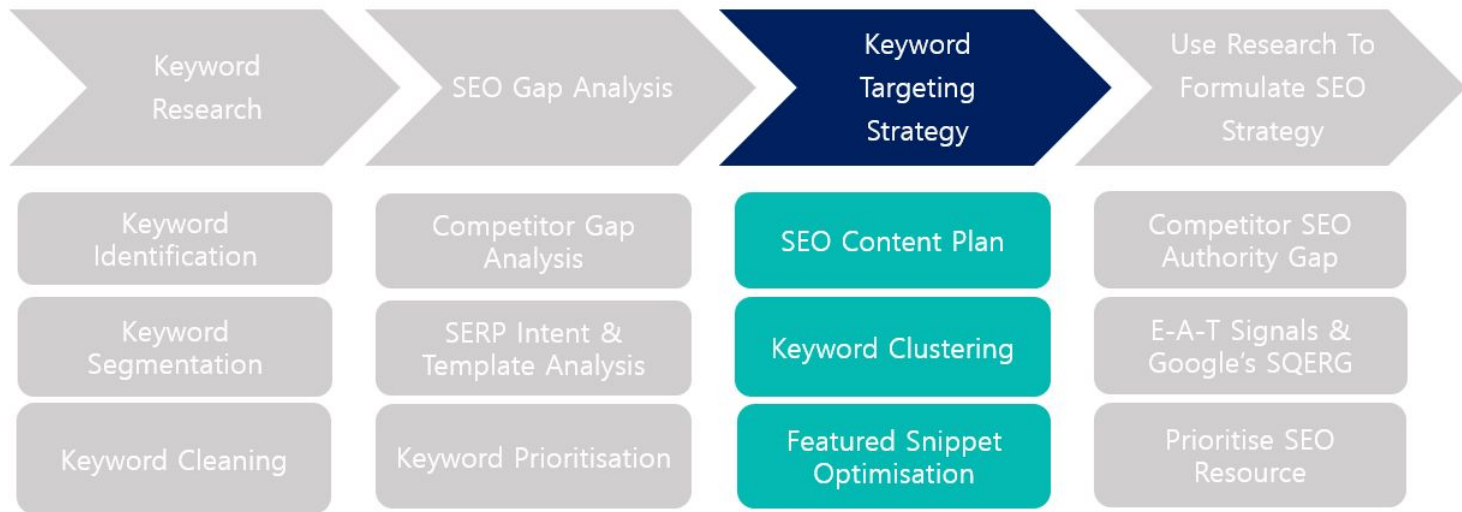 Keyword
Research
SEO Gap Analysis
Keyword
Targeting
Strategy
Use Research To
Formulate SEO
Strategy
Keyword
Identification
Competitor Gap
Analysis
SEO Content Plan
Competitor SEO
Authority Gap
Keyword
Segmentation
SERP Intent &
Template Analysis
Keyword Clustering
E-A-T Signals &
Google's SQERG
Keyword Cleaning
Keyword Prioritisation
Featured Snippet
Optimisation
Prioritise SEO
Resource